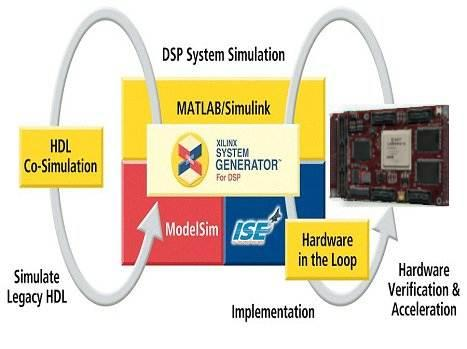 DSP System Simulation
MATLAB/Simulink
HDL
Co-Simulation
XILINX
SYSTEM
GENERATOR™
For DSP
ModelSim
ISE
Hardware
in the Loop
Simulate
Legacy HDL
Implementation
Hardware
Verification &
Acceleration